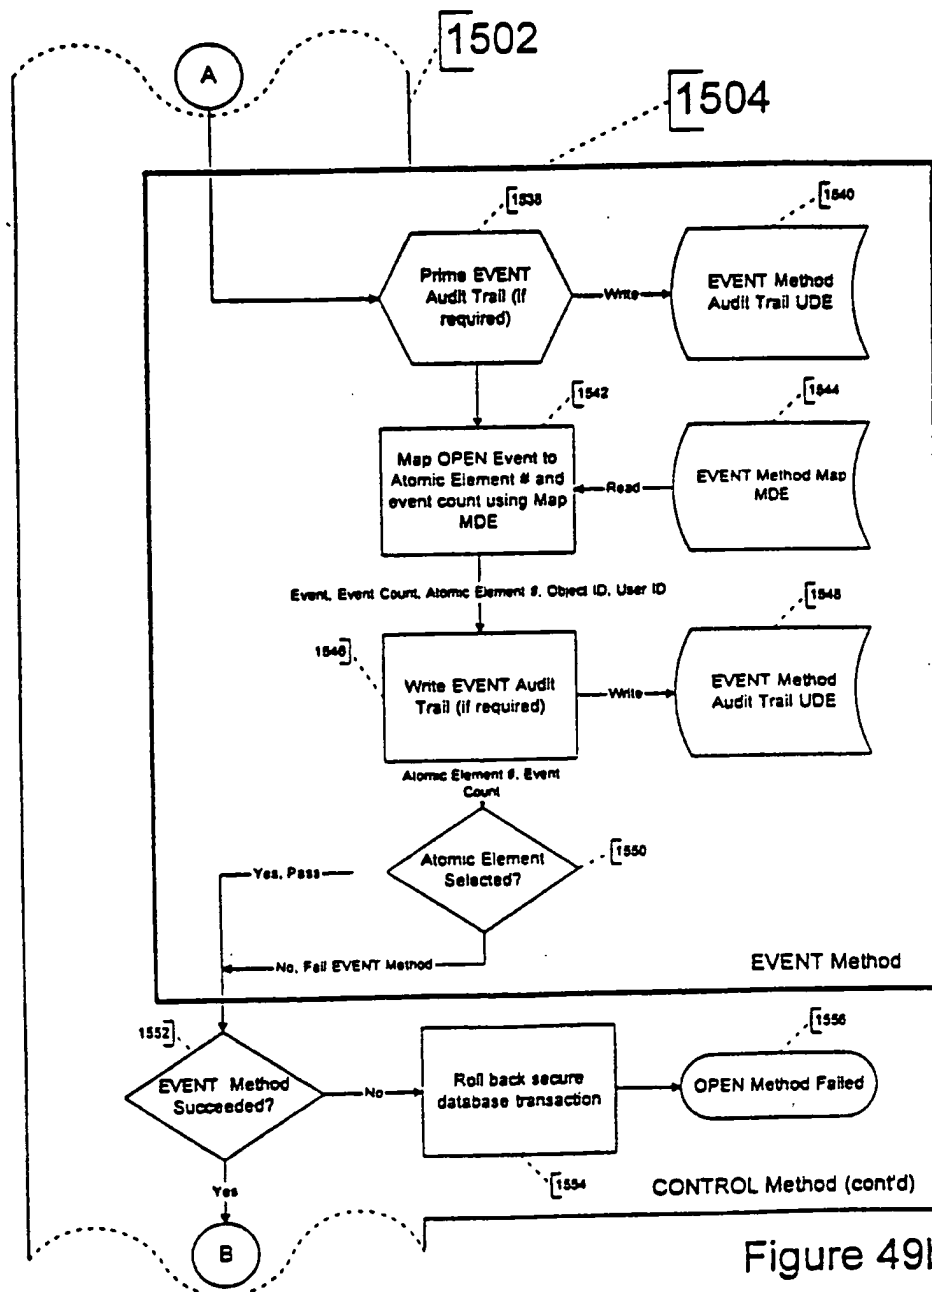 1502
A
1504
1538
1540
Prime EVENT
Audit Trail (if
required)
Write
EVENT Method
Audit Trail UDE
1542
1544
Map OPEN Event to
Atomic Element # and
event count using Map
MDE
Read
EVENT Method Map
MDE
Event, Event Count, Atomic Element #, Object ID, User ID
1546
1548
Write EVENT Audit
Trail (if required)
Write
EVENT Method
Audit Trail UDE
Atomic Element #, Event
Count
1550
Atomic Element
Selected?
Yes, Pass
No, Fail EVENT Method
EVENT Method
1552
1556
EVENT Method
Succeeded?
No
Roll back secure
database transaction
OPEN Method Failed
1554
Yes
CONTROL Method (cont'd)
B
Figure 49b